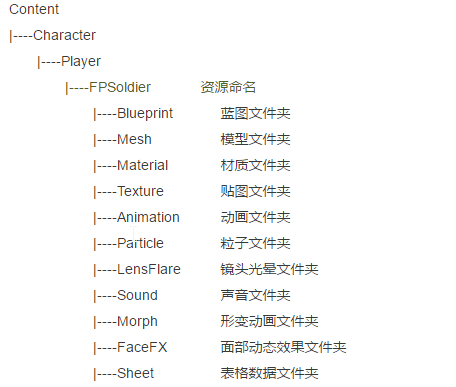 Content
|----Character
|----Player
|----FPSoldier 资源命名
|----Blueprint 蓝图文件夹
|----Mesh 模型文件夹
|----Material 材质文件夹
|----Texture 贴图文件夹
|----Animation 动画文件夹
|----Particle 粒子文件夹
|----LensFlare 镜头光晕文件夹
|----Sound 声音文件夹
|----Morph 形变动画文件夹
|----FaceFX 面部动态效果文件夹
|----Sheet 表格数据文件夹